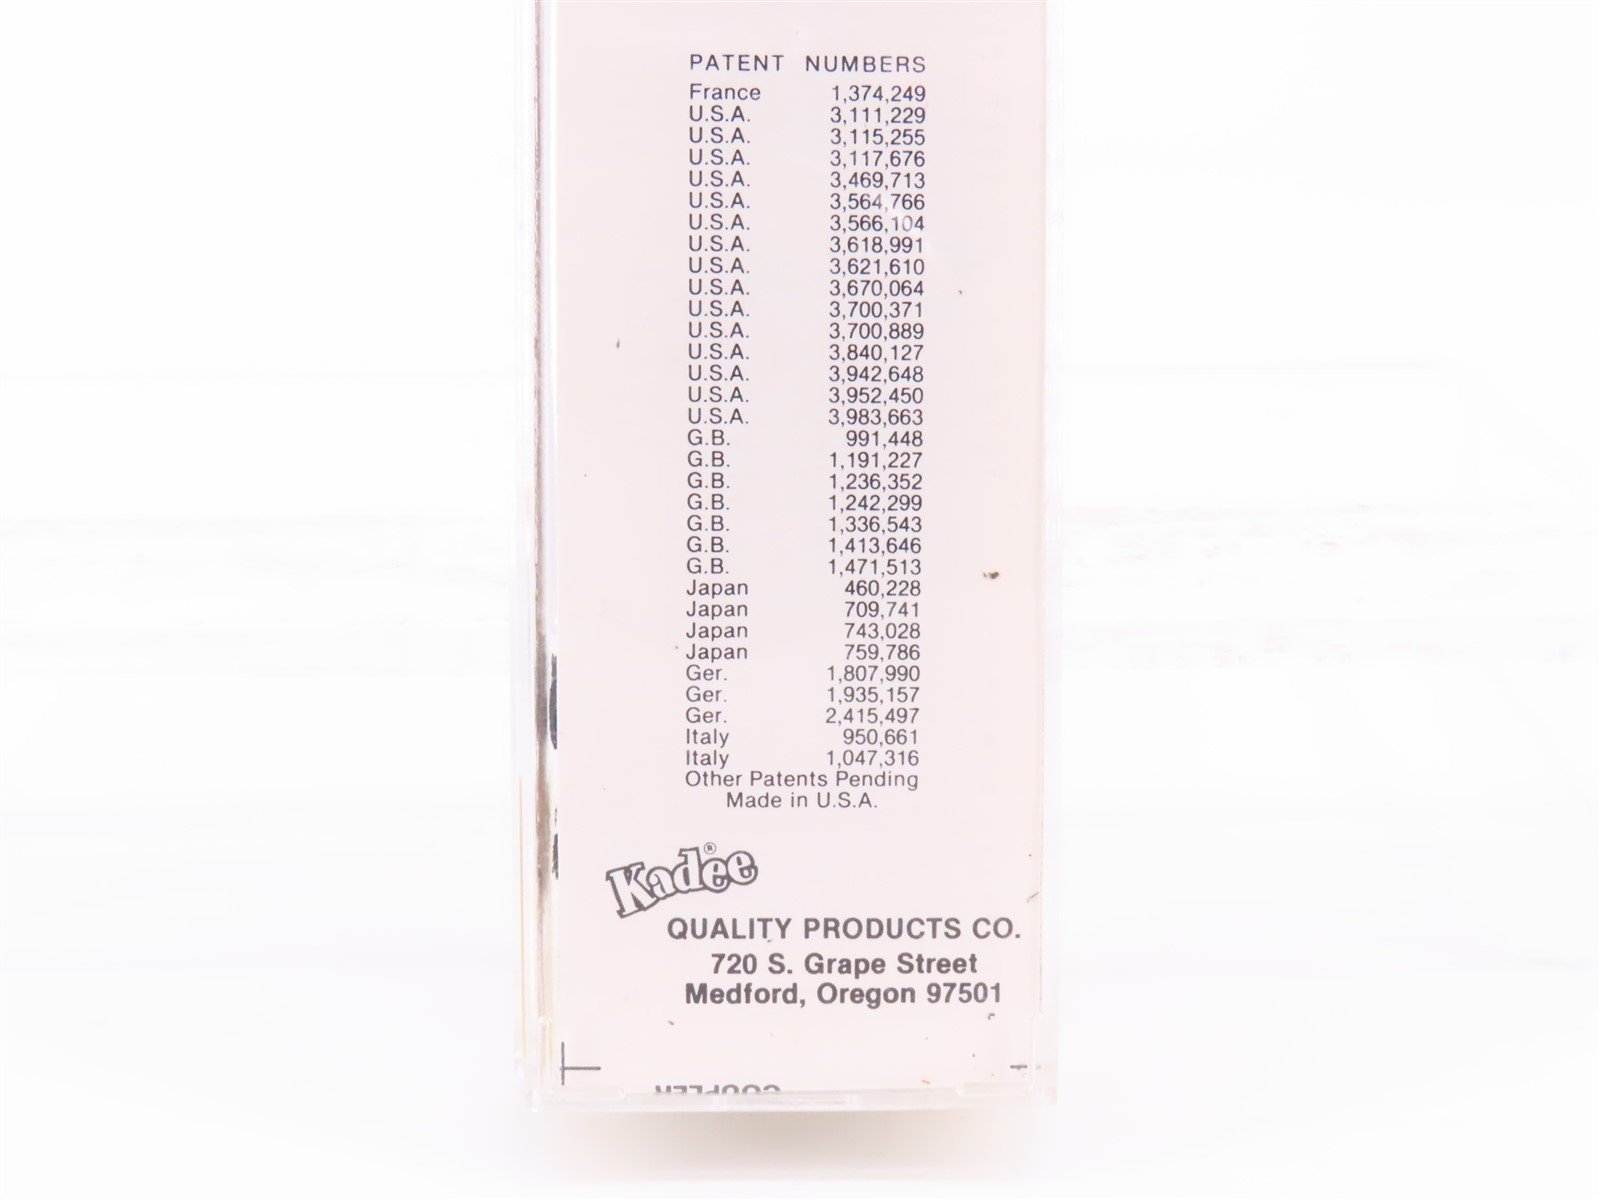 PATENT NUMBERS
France 1,374,249
U.S.A. 3,111,229
U.S.A. 3,115,255
U.S.A. 3,117,676
U.S.A. 3,469,713
U.S.A. 3,564,766
U.S.A. 3,566,104
U.S.A. 3,618,991
U.S.A. 3,621,610
U.S.A. 3,670,064
U.S.A. 3,700,371
U.S.A. 3,700,889
U.S.A. 3,840,127
U.S.A. 3,942,648
U.S.A. 3,952,450
U.S.A. 3,983,663
G.B. 991,448
G.B. 1,191,227
G.B. 1,236,352
G.B. 1,242,299
G.B. 1,336,543
G.B. 1,413,646
G.B. 1,471,513
Japan 460,228
Japan 709,741
Japan 743,028
Japan 759,786
Ger. 1,807,990
Ger. 1,935,157
Ger. 2,415,497
Italy 950,661
Italy 1,047,316
Other Patents Pending
Made in U.S.A.
Kadee®
QUALITY PRODUCTS CO.
720 S. Grape Street
Medford, Oregon 97501
COUPLER